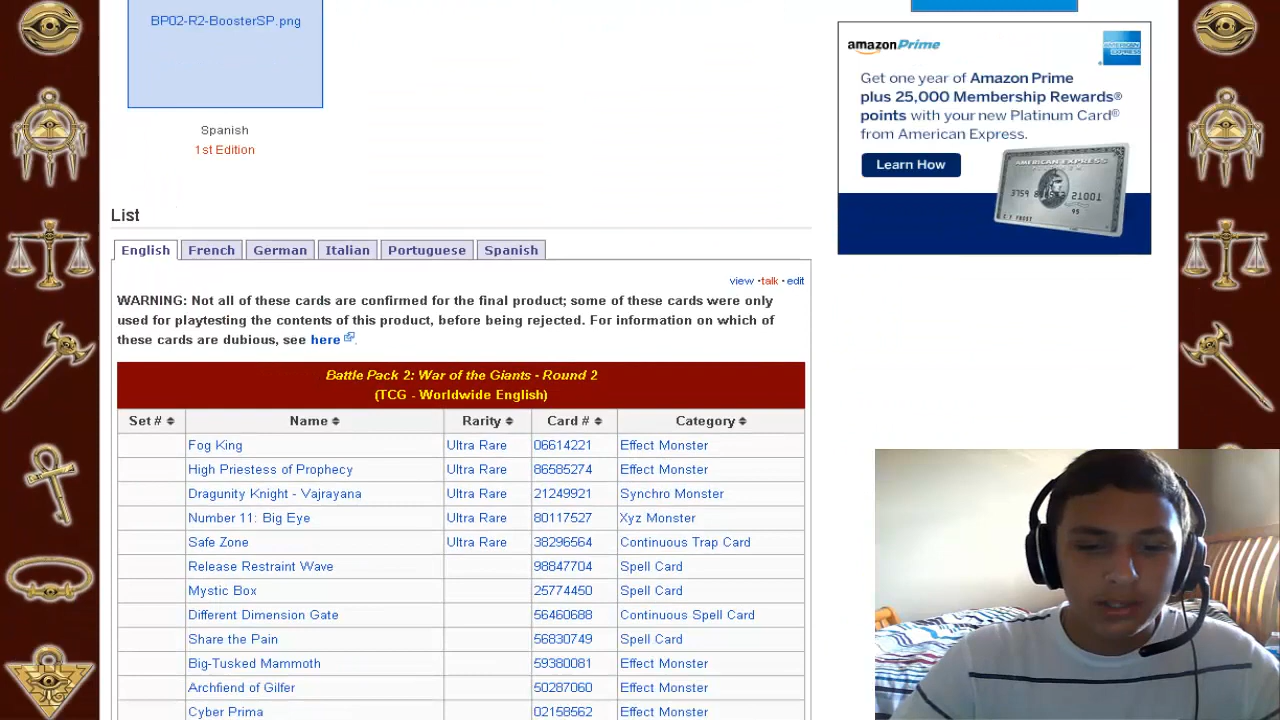 BP02-R2-BoosterSP.png
Spanish
1st Edition
amazonPrime
AMERICAN EXPRESS
Get one year of Amazon Prime
plus 25,000 Membership Rewards®
points with your new Platinum Card®
from American Express.
Learn How
AMERICAN EXPRESS
21001
95
C F FROST
List
English French German Italian Portuguese Spanish
view · talk · edit
WARNING: Not all of these cards are confirmed for the final product; some of these cards were only
used for playtesting the contents of this product, before being rejected. For information on which of
these cards are dubious, see here.
Battle Pack 2: War of the Giants - Round 2
(TCG - Worldwide English)
Set # Name Rarity Card # Category
Fog King Ultra Rare 06614221 Effect Monster
High Priestess of Prophecy Ultra Rare 86585274 Effect Monster
Dragunity Knight - Vajrayana Ultra Rare 21249921 Synchro Monster
Number 11: Big Eye Ultra Rare 80117527 Xyz Monster
Safe Zone Ultra Rare 38296564 Continuous Trap Card
Release Restraint Wave 98847704 Spell Card
Mystic Box 25774450 Spell Card
Different Dimension Gate 56460688 Continuous Spell Card
Share the Pain 56830749 Spell Card
Big-Tusked Mammoth 59380081 Effect Monster
Archfiend of Gilfer 50287060 Effect Monster
Cyber Prima 02158562 Effect Monster